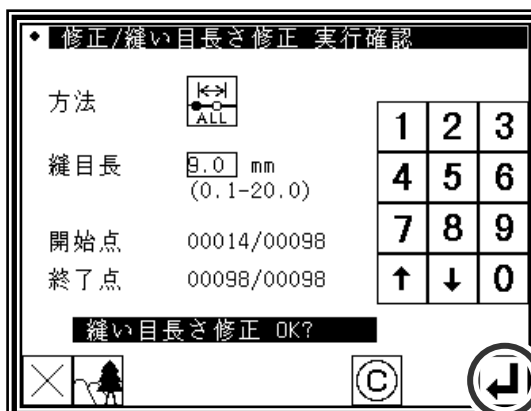 修正/縫い目長さ修正 実行確認
方法
ALL
縫目長 9.0 mm
(0.1-20.0)
開始点 00014/00098
終了点 00098/00098
縫い目長さ修正 OK?
1 2 3
4 5 6
7 8 9
↑ ↓ 0
C